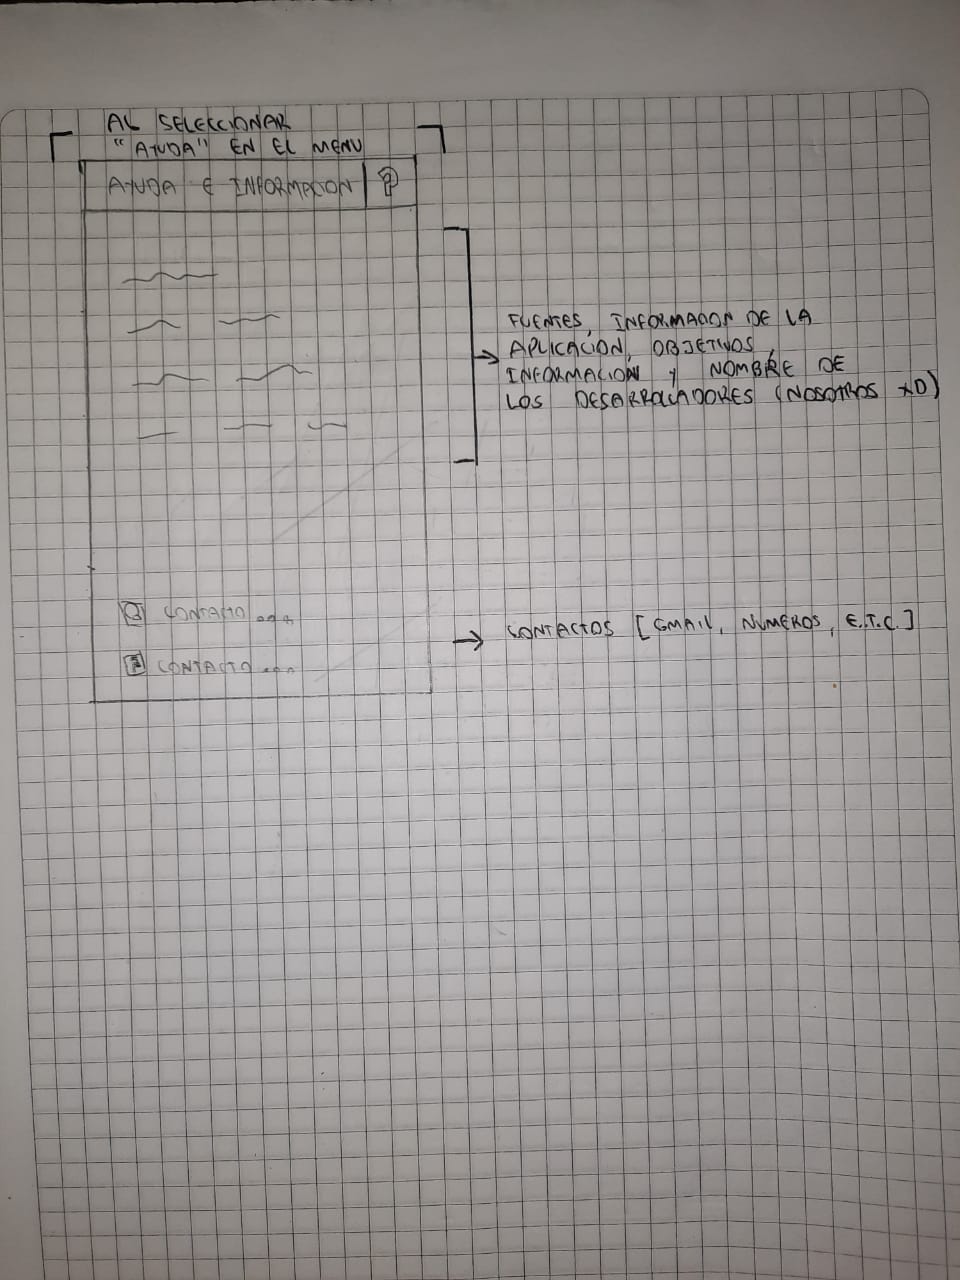 AL SELECCIONAR
"AYUDA" EN EL MENU
AYUDA E INFORMACION ?
FUENTES, INFORMACION DE LA
APLICACIÓN, OBJETIVOS,
INFORMACIÓN Y NOMBRE DE
LOS DESARROLLADORES (NOSOTROS XD)
CONTACTO....
CONTACTOS [GMAIL, NUMEROS, E.T.C.]
CONTACTO....